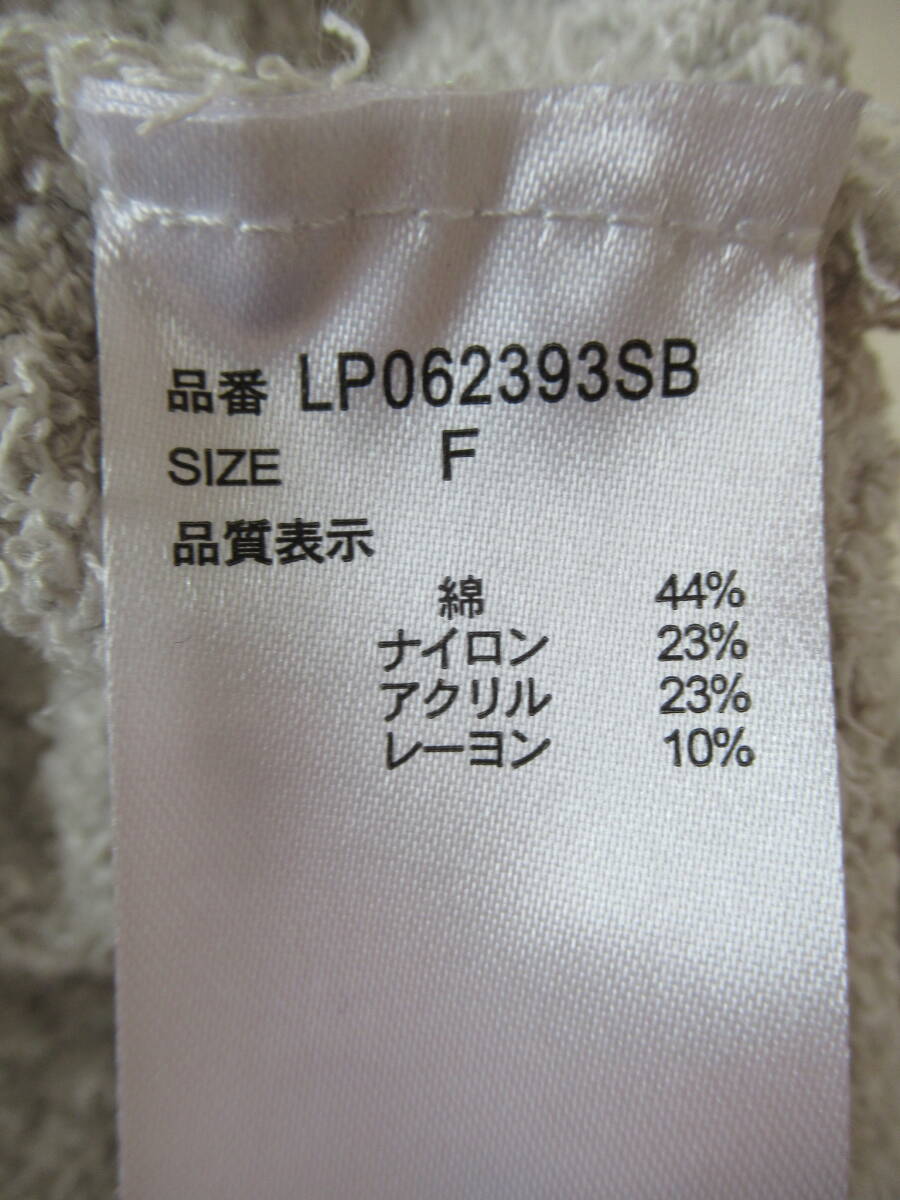 品番 LP062393SB
SIZE F
品質表示
綿 44%
ナイロン 23%
アクリル 23%
レーヨン 10%